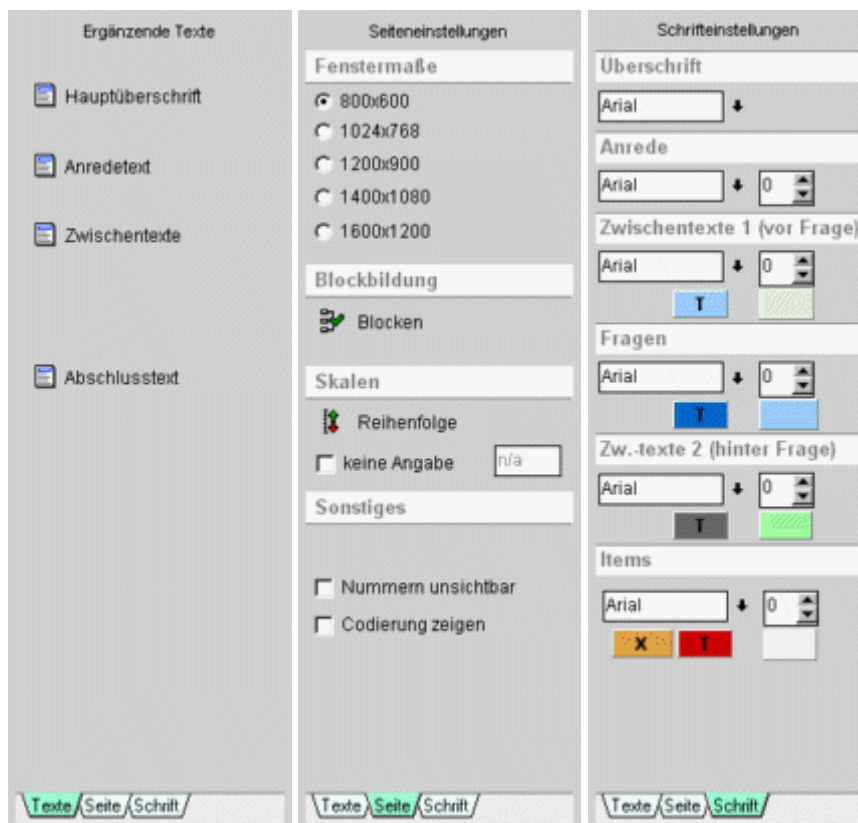 Ergänzende Texte
Hauptüberschrift
Anredetext
Zwischentexte
Abschlusstext
Texte Seite Schrift
Seiteneinstellungen
Fenstermaße
800x600
1024x768
1200x900
1400x1080
1600x1200
Blockbildung
Blocken
Skalen
Reihenfolge
keine Angabe n/a
Sonstiges
Nummern unsichtbar
Codierung zeigen
Texte Seite Schrift
Schrifteinstellungen
Überschrift
Arial
Anrede
Arial 0
Zwischentexte 1 (vor Frage)
Arial 0
T
Fragen
Arial 0
T
Zw.-texte 2 (hinter Frage)
Arial 0
T
Items
Arial 0
X T
Texte Seite Schrift